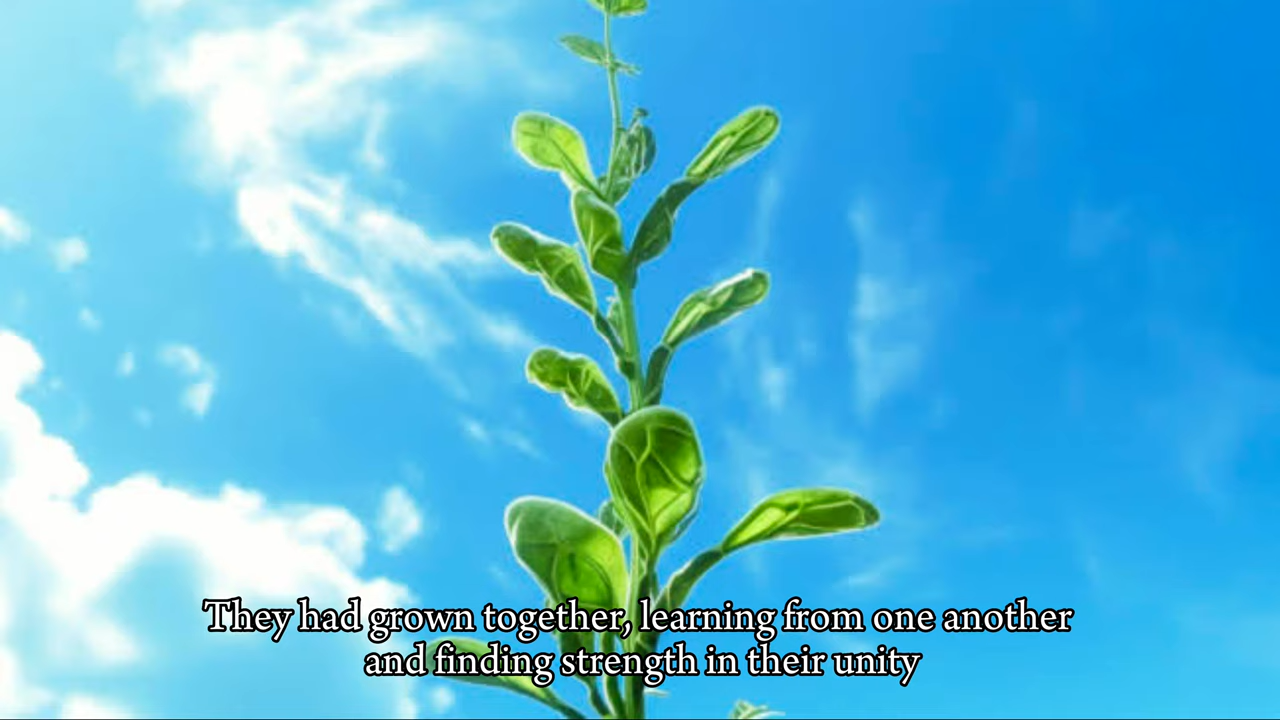 They had grown together, learning from one another
and finding strength in their unity